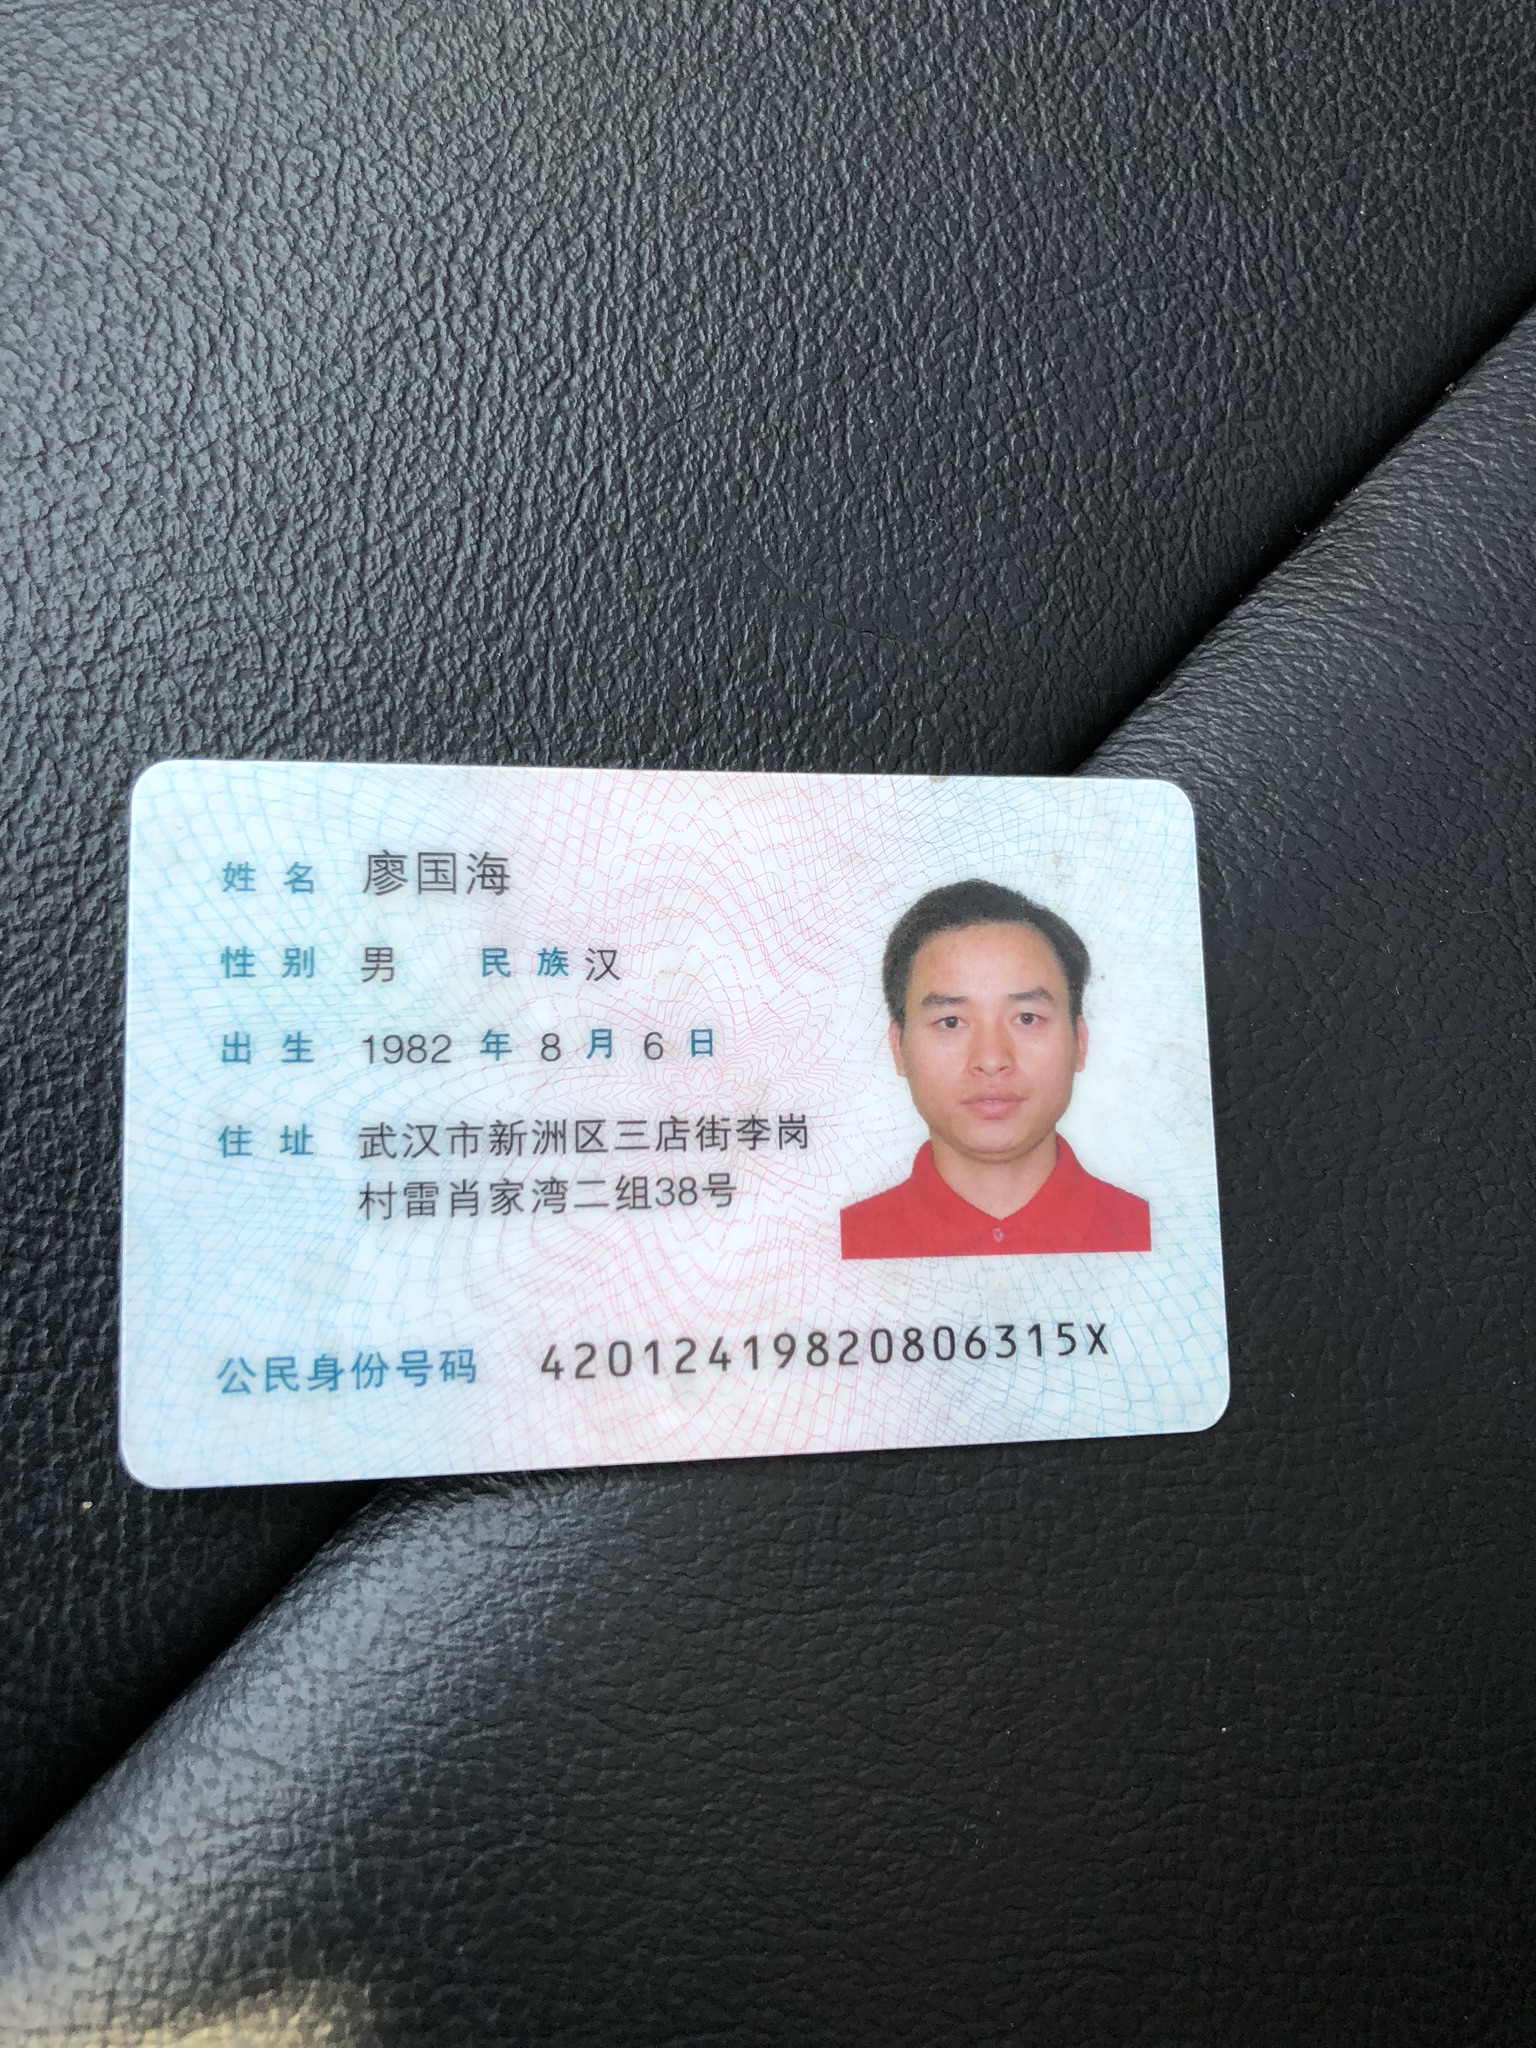 姓名 廖国海
性别 男 民族 汉
出生 1982 年 8 月 6 日
住址 武汉市新洲区三店街李岗
村雷肖家湾二组38号
公民身份号码 42012419820806315X